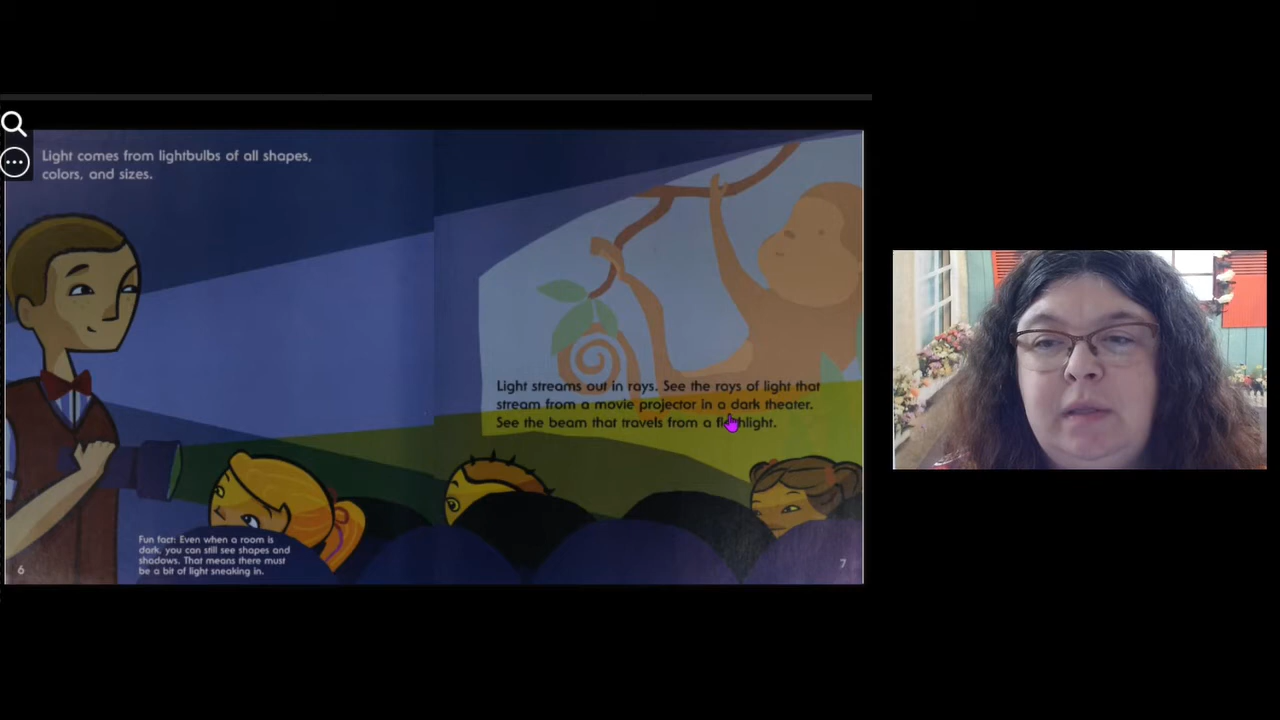 Light comes from lightbulbs of all shapes,
colors, and sizes.
Light streams out in rays. See the rays of light that
stream from a movie projector in a dark theater.
See the beam that travels from a flashlight.
Fun fact: Even when a room is
dark, you can still see shapes and
shadows. That means there must
be a bit of light sneaking in.
6
7